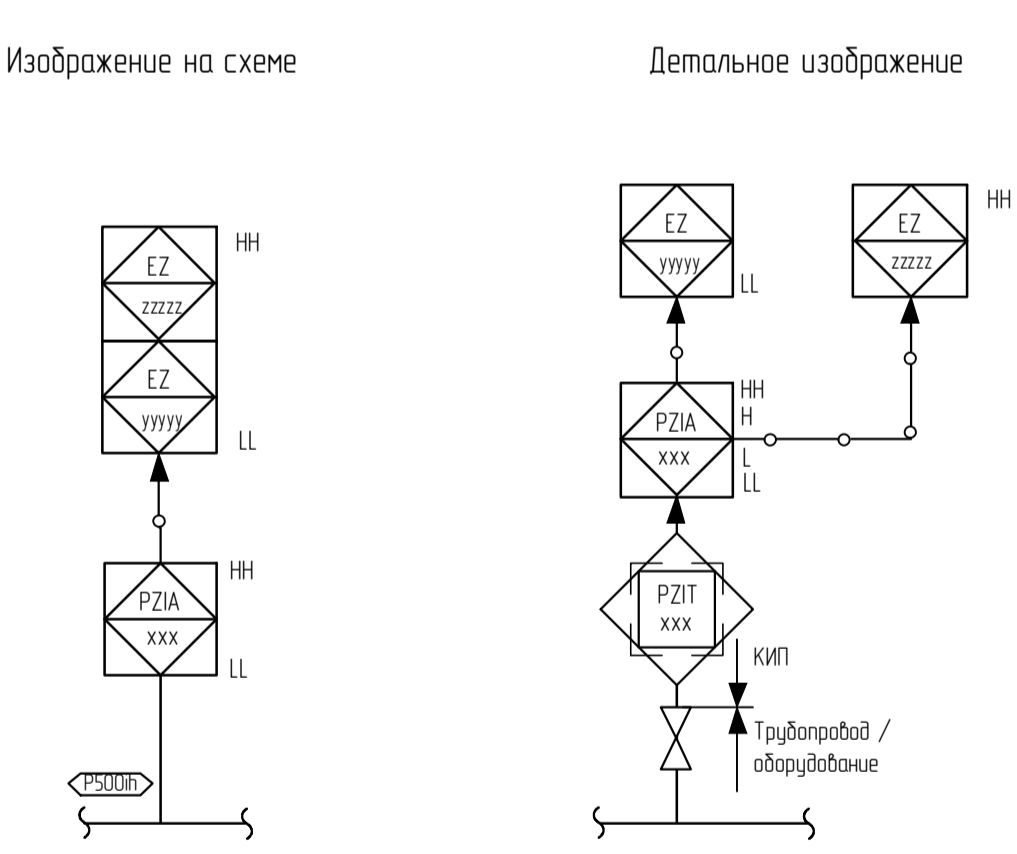 Изображение на схеме
Детальное изображение
HH
EZ
zzzzz
EZ
yyyyy
LL
HH
PZIA
xxx
LL
P500ih
EZ
yyyyy
LL
EZ
zzzzz
HH
HH
H
PZIA
xxx
L
LL
PZIT
xxx
КИП
Трубопровод /
оборудование